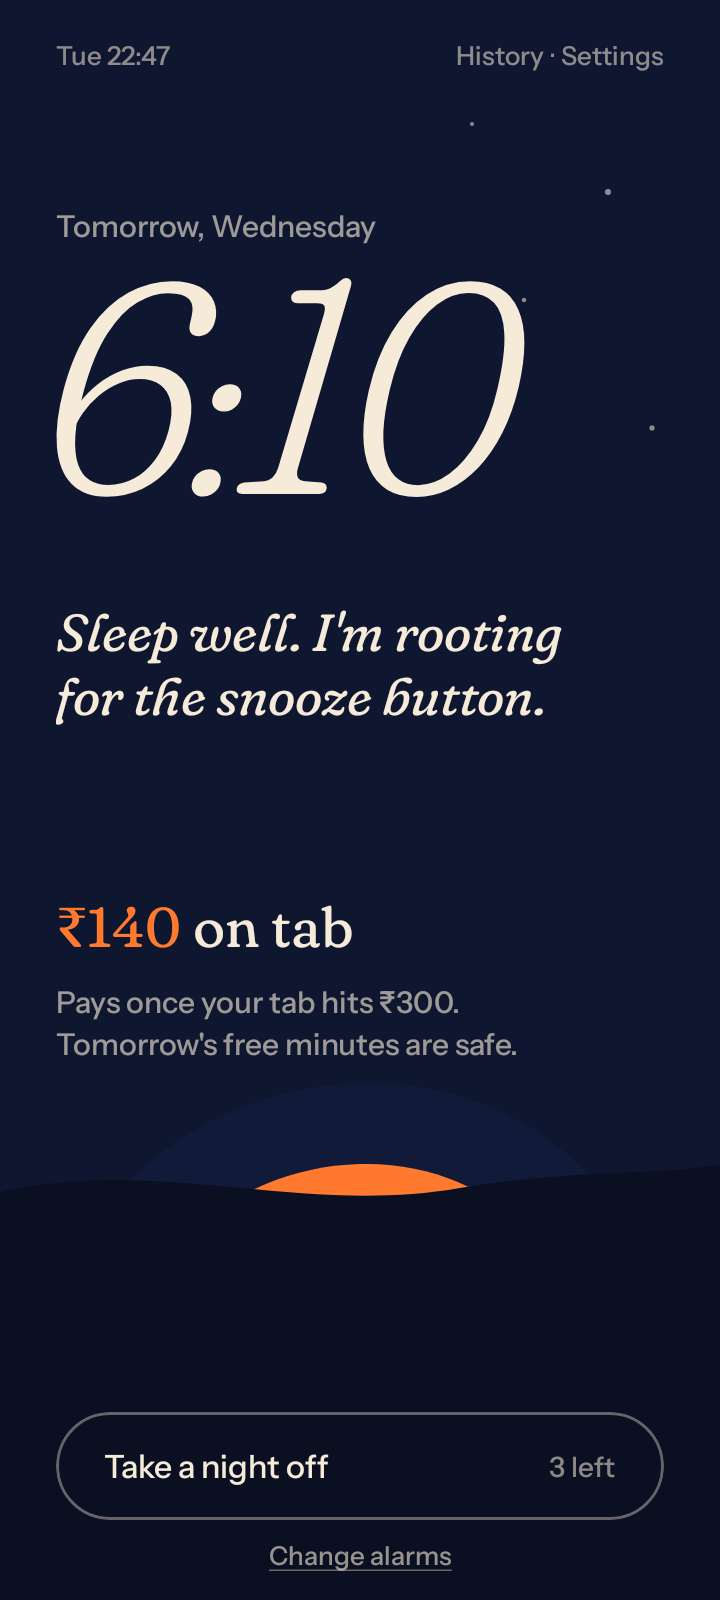 Tue 22:47
History · Settings
Tomorrow, Wednesday
6:10
Sleep well. I'm rooting
for the snooze button.
₹140 on tab
Pays once your tab hits ₹300.
Tomorrow's free minutes are safe.
Take a night off
3 left
Change alarms